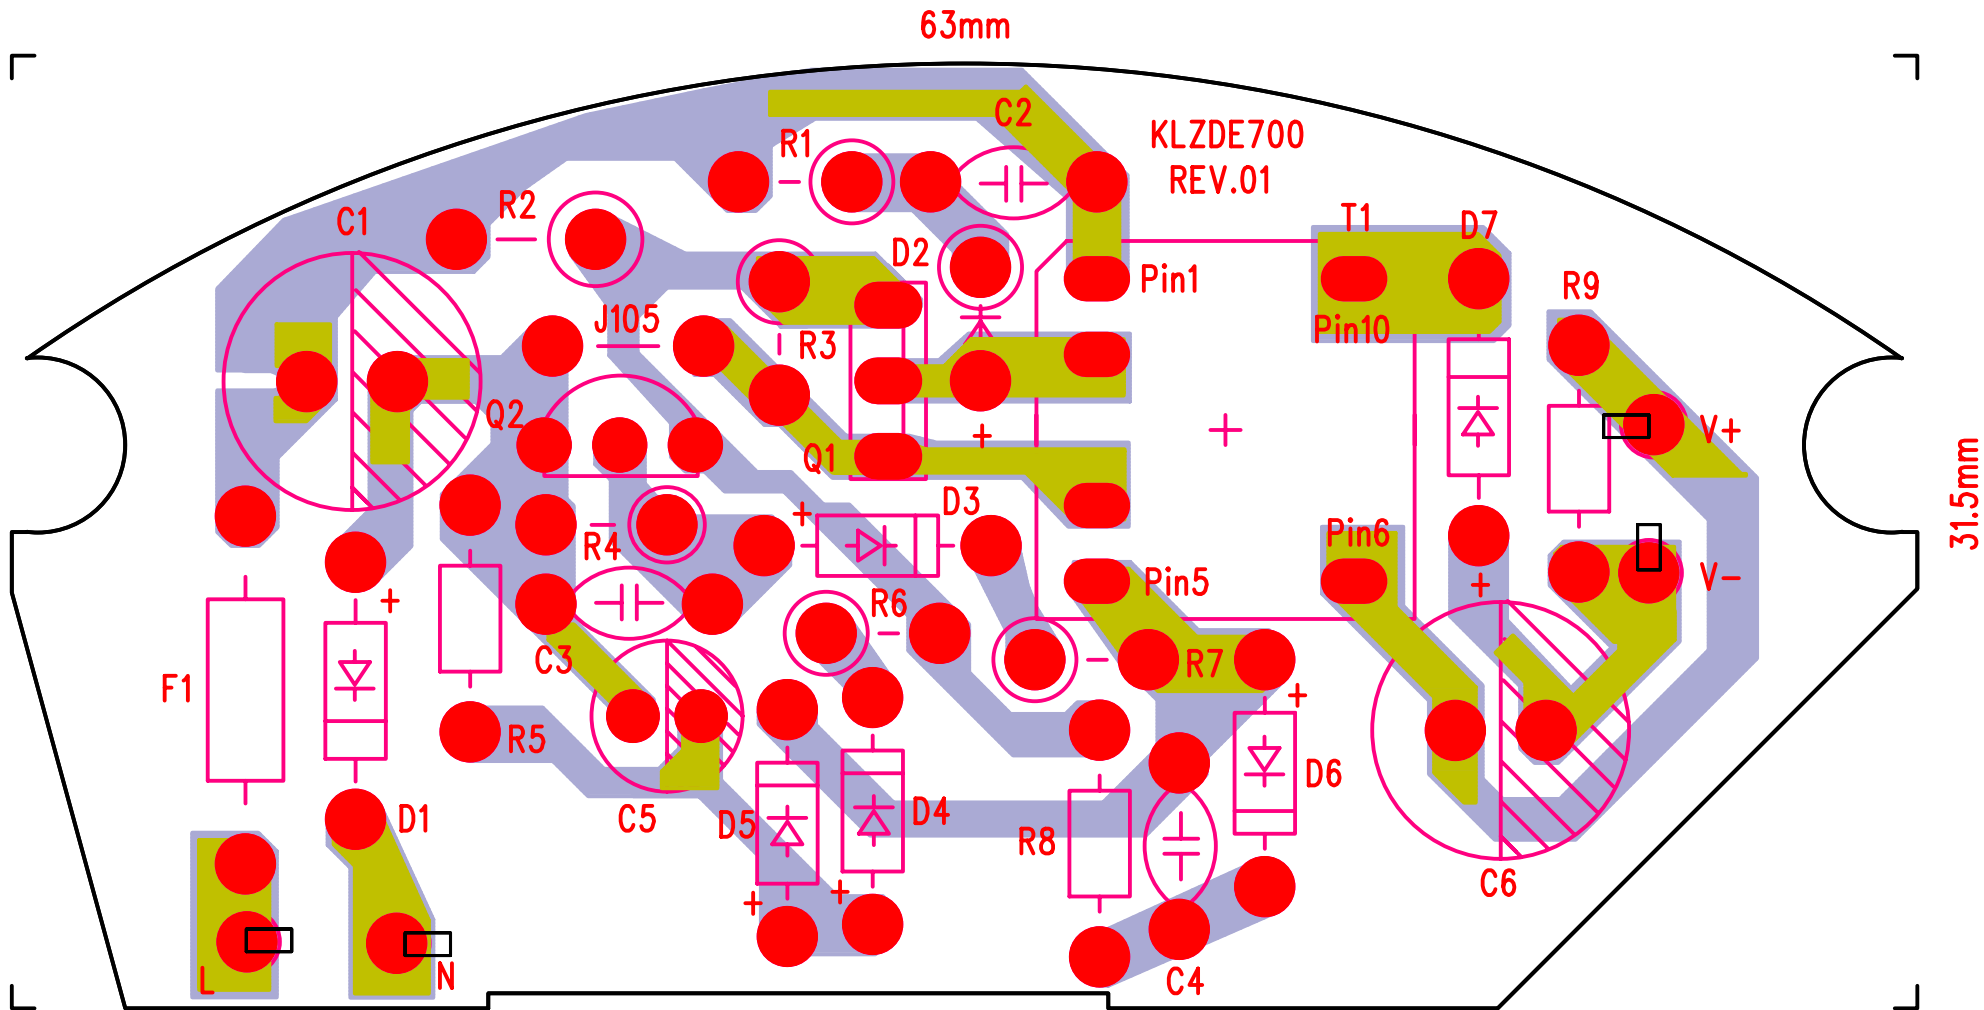 63mm
C2
KLZDE700
R1
REV.01
R2
C1
T1
D7
D2
Pin1
R9
J105
R3
Pin10
Q2
+
V+
Q1
D3
+
31.5mm
R4
Pin6
Pin5
+
V-
+
R6
C3
R7
F1
+
R5
D6
C5
D5
D4
D1
R8
C6
+
+
L
N
C4